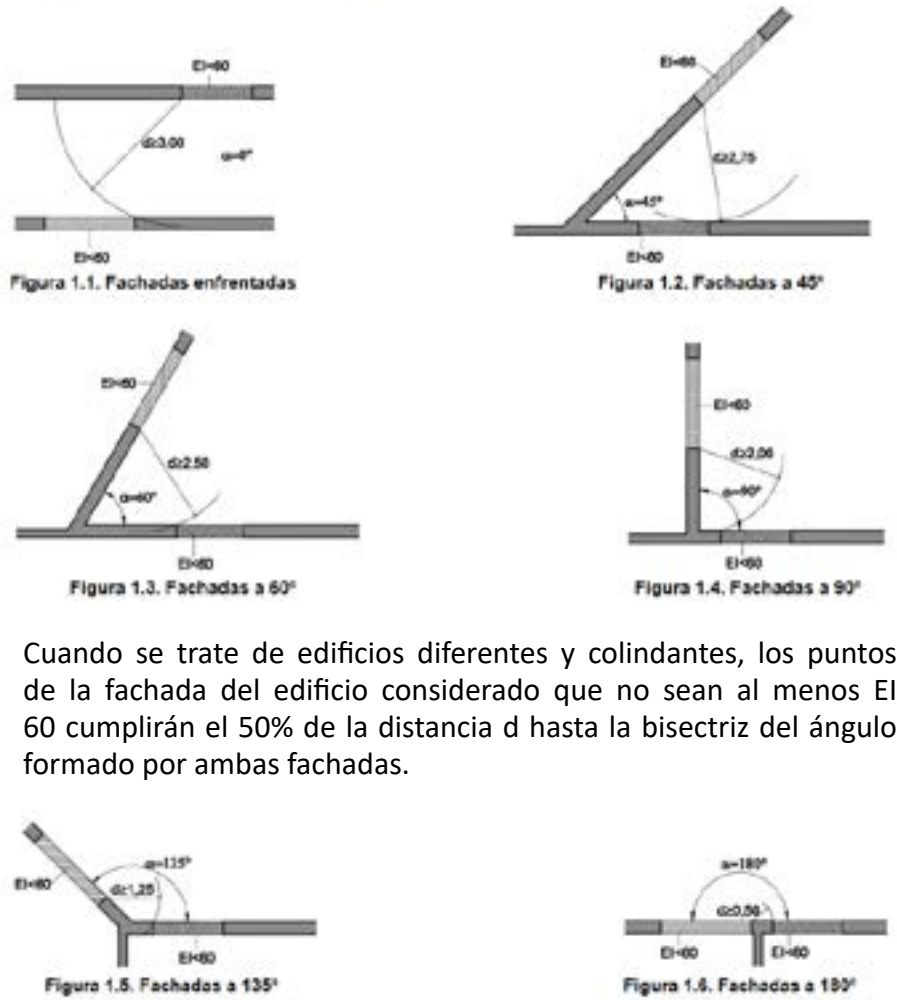 EI<60
d≥3,00
α=0°
EI<60
Figura 1.1. Fachadas enfrentadas
EI<60
d≥2,75
α=45°
EI<60
Figura 1.2. Fachadas a 45°
EI<60
d≥2,50
α=60°
EI<60
Figura 1.3. Fachadas a 60°
EI<60
d≥2,00
α=90°
EI<60
Figura 1.4. Fachadas a 90°
Cuando se trate de edificios diferentes y colindantes, los puntos
de la fachada del edificio considerado que no sean al menos EI
60 cumplirán el 50% de la distancia d hasta la bisectriz del ángulo
formado por ambas fachadas.
α=135°
EI<60
d≥1,25
EI<60
Figura 1.5. Fachadas a 135°
α=180°
d≥0,50
EI<60
EI<60
Figura 1.6. Fachadas a 180°